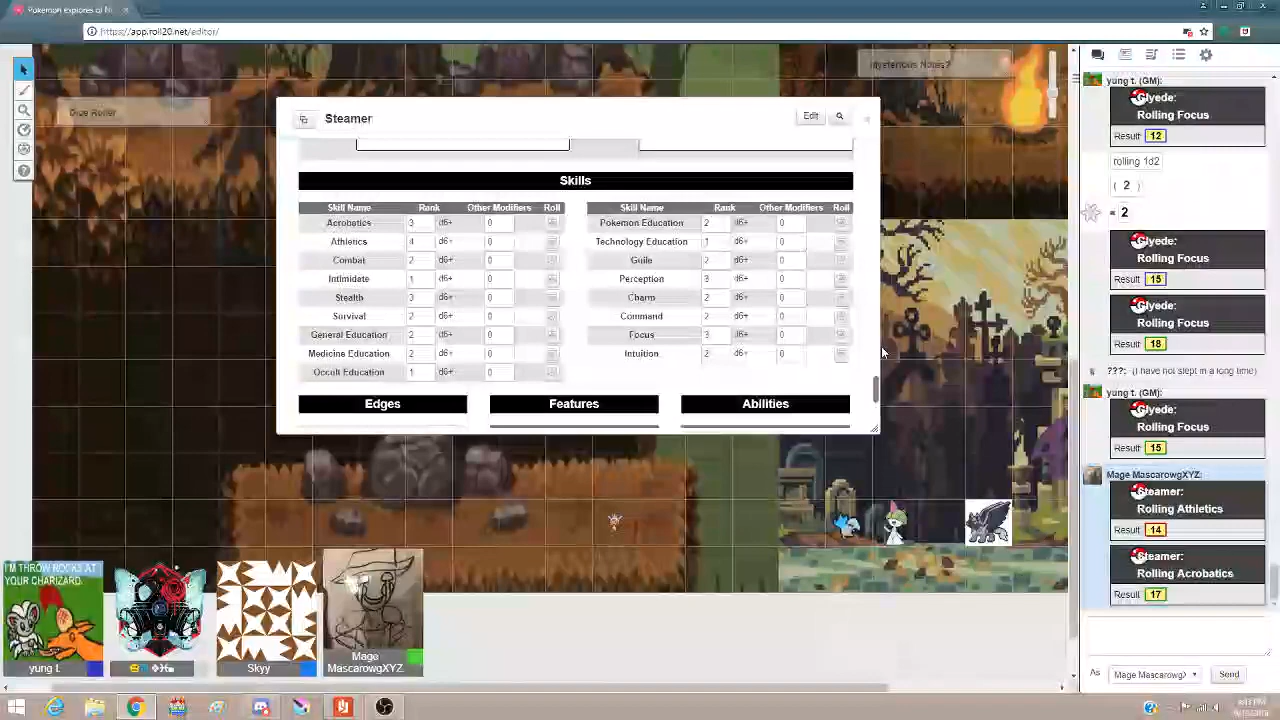 Pokemon Explores of N
https://app.roll20.net/editor/
Dice Roller
Mysterious Notes?
Steamer
Edit
Skills
Skill Name Rank Other Modifiers Roll
Acrobatics 3 d6+ 0
Athletics 4 d6+ 0
Combat 2 d6+ 0
Intimidate 1 d6+ 0
Stealth 3 d6+ 0
Survival 2 d6+ 0
General Education 2 d6+ 0
Medicine Education 2 d6+ 0
Occult Education 1 d6+ 0
Skill Name Rank Other Modifiers Roll
Pokemon Education 2 d6+ 0
Technology Education 1 d6+ 0
Guile 2 d6+ 0
Perception 3 d6+ 0
Charm 2 d6+ 0
Command 2 d6+ 0
Focus 3 d6+ 0
Intuition 2 d6+ 0
Edges
Features
Abilities
yung t. (GM):
Glyede:
Rolling Focus
Result 12
rolling 1d2
( 2 )
= 2
Glyede:
Rolling Focus
Result 15
Glyede:
Rolling Focus
Result 18
???: (I have not slept in a long time)
yung t. (GM):
Glyede:
Rolling Focus
Result 15
Mage MascarowgXYZ:
Steamer:
Rolling Athletics
Result 14
Steamer:
Rolling Acrobatics
Result 17
As
Mage MascarowgX
Send
I'M THROW ROCKS AT
YOUR CHARIZARD.
yung t.
Skyy
Mage
MascarowgXYZ.